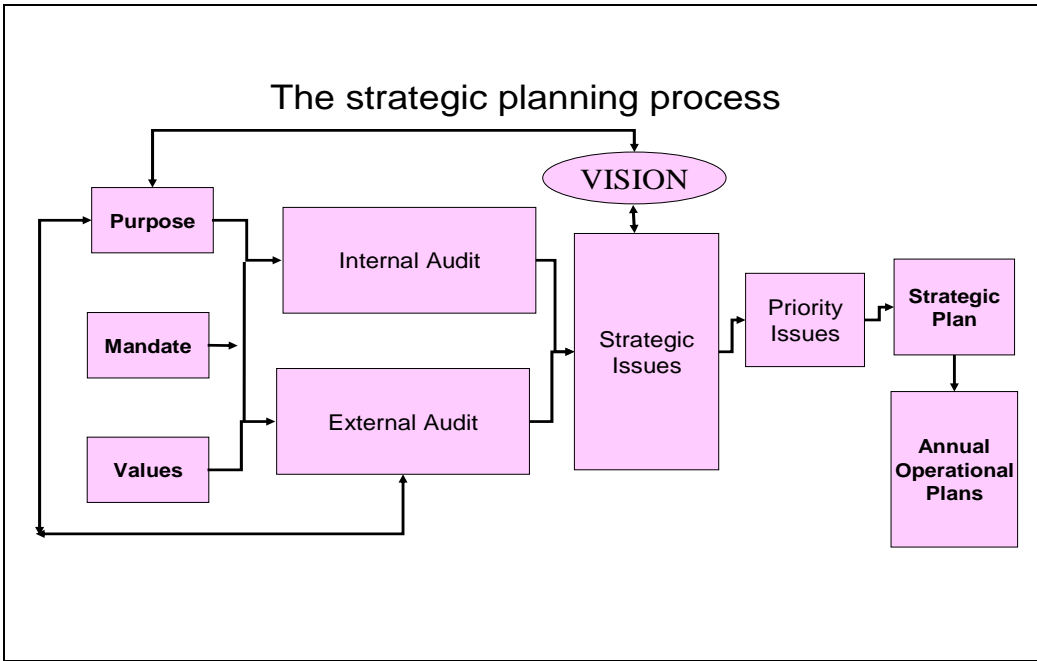 The strategic planning process
VISION
Purpose
Internal Audit
Mandate
Strategic
Issues
Priority
Issues
Strategic
Plan
External Audit
Values
Annual
Operational
Plans